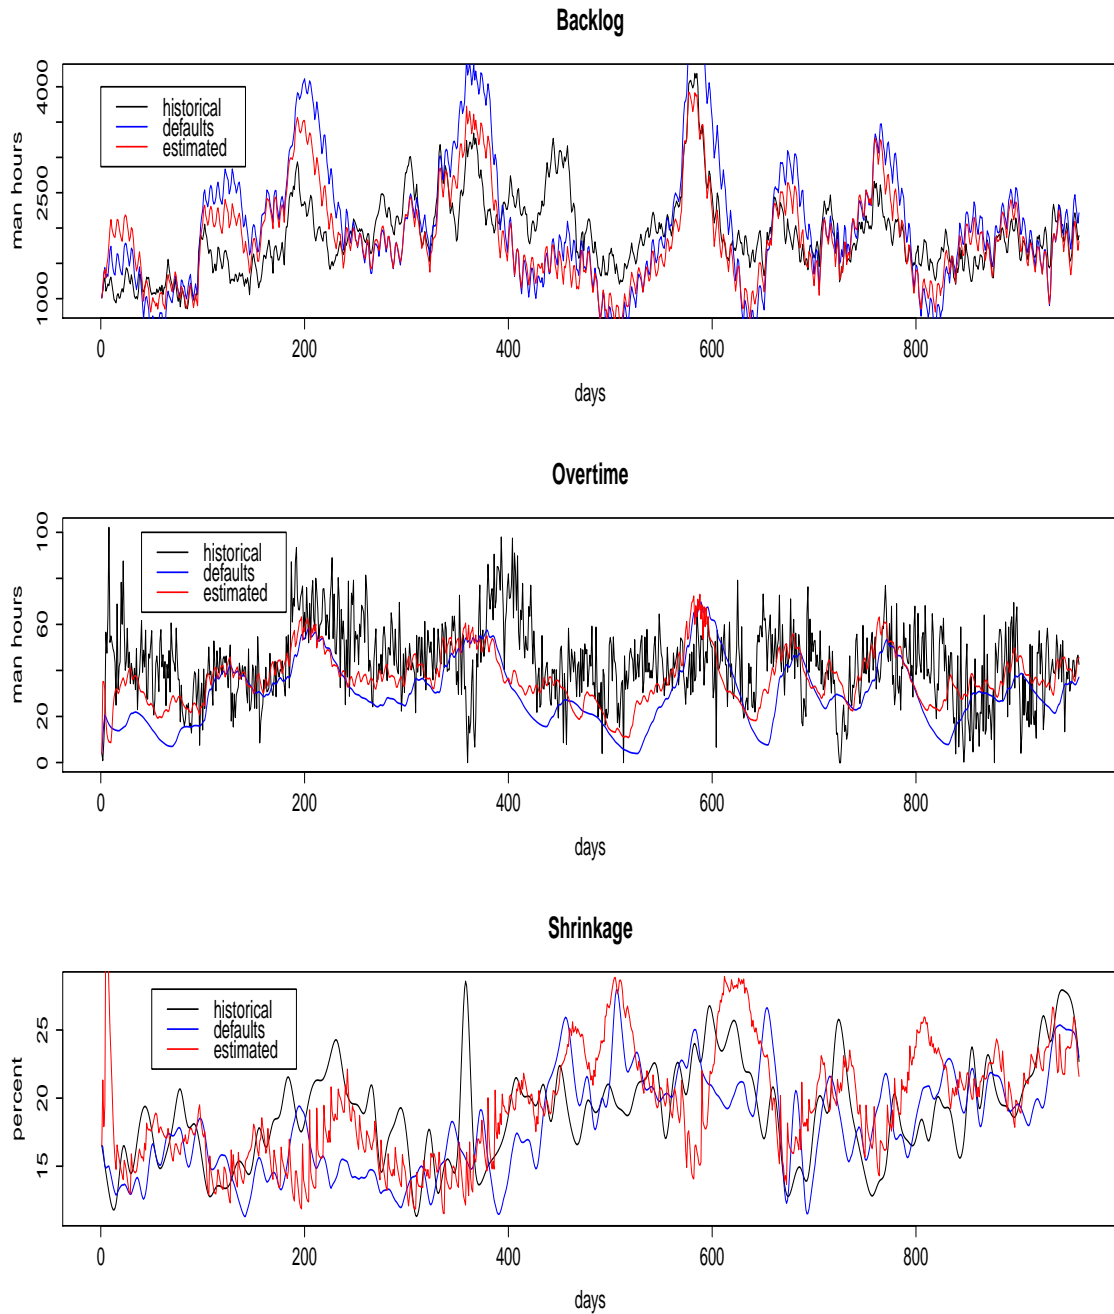 Backlog
man hours
4000
2500
1000
historical
defaults
estimated
0 200 400 600 800
days
Overtime
man hours
100
60
20
0
historical
defaults
estimated
0 200 400 600 800
days
Shrinkage
percent
25
20
15
historical
defaults
estimated
0 200 400 600 800
days